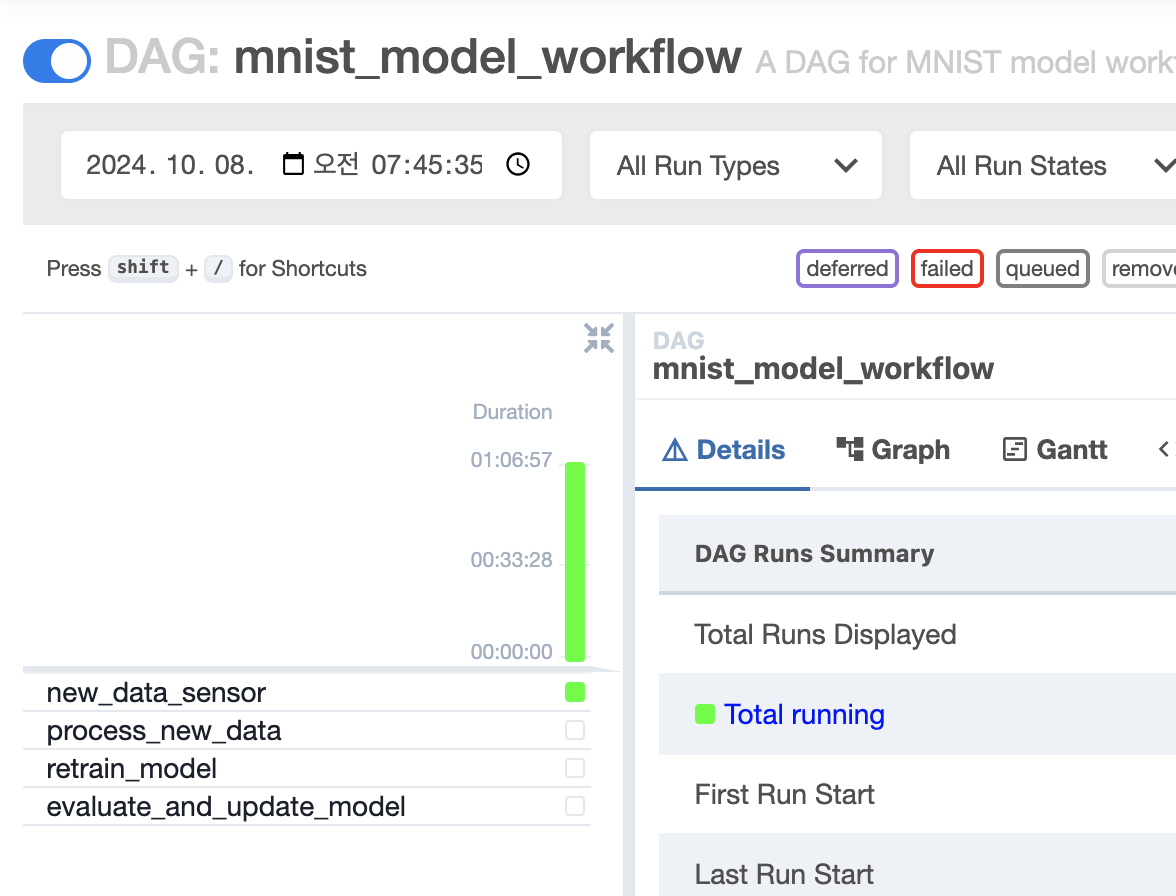 DAG: mnist_model_workflow A DAG for MNIST model work
2024. 10. 08. 오전 07:45:35 All Run Types All Run States
Press shift + / for Shortcuts deferred failed queued remove
Duration
01:06:57
00:33:28
00:00:00
new_data_sensor
process_new_data
retrain_model
evaluate_and_update_model
DAG
mnist_model_workflow
Details Graph Gantt <
DAG Runs Summary
Total Runs Displayed
Total running
First Run Start
Last Run Start